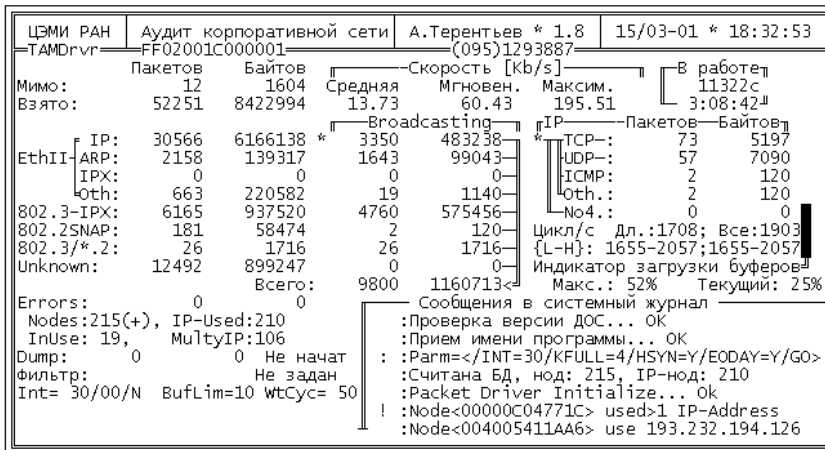 ЦЭМИ РАН | Аудит корпоративной сети | А.Терентьев * 1.8 | 15/03-01 * 18:32:53
TAMDrvr FF02001C000001 (095)1293887
Пакетов Байтов Скорость [Kb/s] В работе
Мимо: 12 1604 Средняя Мгновен. Максим. 11322с
Взято: 52251 8422994 13.73 60.43 195.51 3:08:42
Broadcasting IP Пакетов Байтов
IP: 30566 6166138 * 3350 483238 * TCP-: 73 5197
EthII ARP: 2158 139317 1643 99043 UDP-: 57 7090
IPX: 0 0 0 0 ICMP: 2 120
Oth: 663 220582 19 1140 Oth.: 2 120
802.3-IPX: 6165 937520 4760 575456 No4.: 0 0
802.2SNAP: 181 58474 2 120 Цикл/с Дл.:1708; Все:1903
802.3/*.2: 26 1716 26 1716 {L-H}: 1655-2057;1655-2057
Unknown: 12492 899247 0 0 Индикатор загрузки буферов
Всего: 9800 1160713< Макс.: 52% Текущий: 25%
Errors: 0 0 Сообщения в системный журнал
Nodes:215(+), IP-Used:210 :Проверка версии ДОС... OK
InUse: 19, MultyIP:106 :Прием имени программы... OK
Dump: 0 0 Не начат : :Parm=</INT=30/KFULL=4/HSYN=Y/EODAY=Y/GO>
Фильтр: Не задан :Считана БД, нод: 215, IP-нод: 210
Int= 30/00/N BufLim=10 WtCyc= 50 :Packet Driver Initialize... Ok
! :Node<00000C04771C> used>1 IP-Address
:Node<004005411AA6> use 193.232.194.126